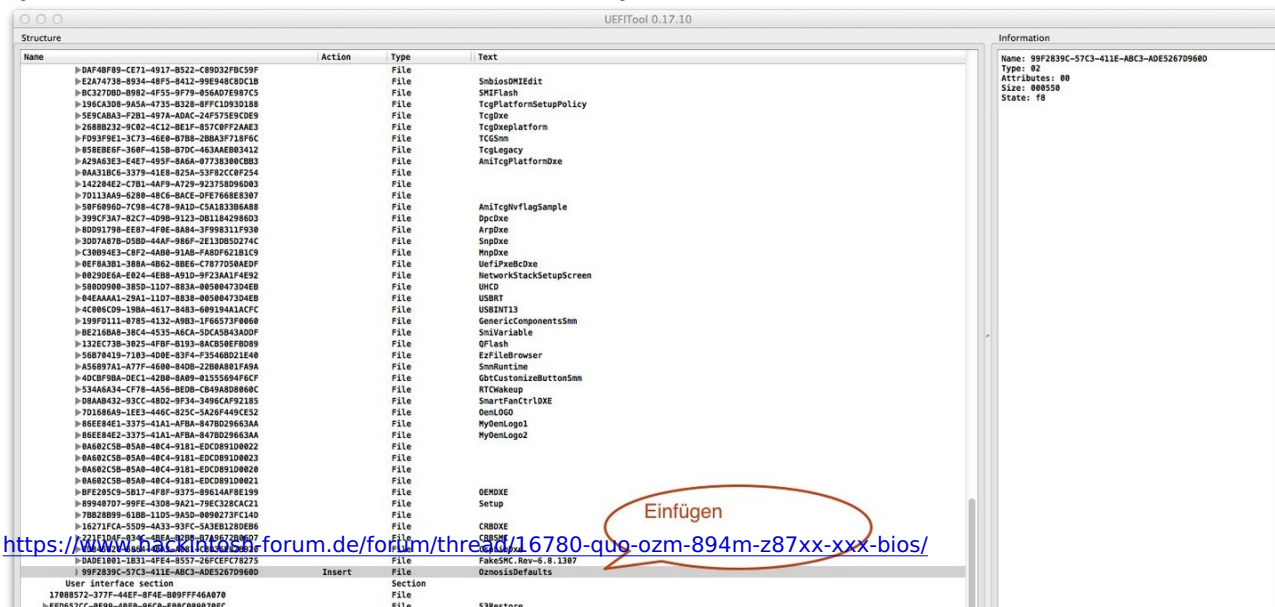 UEFITool 0.17.10
Structure
Information
Name Action Type Text
DAF4BF89-CE71-4917-B522-C89D32FBC59F File
E2A74738-8934-48F5-8412-99E948C8DC1B File SmbiosDMIEdit
BC327DBD-B982-4F55-9F79-056AD7E987C5 File SMIFlash
196CA3D8-9A5A-4735-B328-8FFC1D93D188 File TcgPlatformSetupPolicy
5E9CABA3-F2B1-497A-ADAC-24F575E9CDE9 File TcgDxe
2688B232-9C02-4C12-BE1F-857C0FF2AAE3 File TcgDxeplatform
FD93F9E1-3C73-46E0-B7B8-2BBA3F718F6C File TCGSmm
858EBE6F-360F-415B-B7DC-463AAEB03412 File TcgLegacy
A29A63E3-E4E7-495F-8A6A-07738300CBB3 File AmiTcgPlatformDxe
0AA31BC6-3379-41E8-825A-53F82CC0F254 File
142204E2-C7B1-4AF9-A729-923758D96D03 File
7D113AA9-6280-48C6-BACE-DFE7668E8307 File
50F6096D-7C98-4C78-9A1D-C5A1833B6A88 File AmiTcgNvflagSample
399CF3A7-82C7-4D9B-9123-DB11842986D3 File DpcDxe
8DD91798-EE87-4F0E-8A84-3F998311F930 File ArpDxe
3DD7A87B-D5BD-44AF-986F-2E13DB5D274C File SnpDxe
C30B94E3-C8F2-4AB0-91AB-FA8DF621B1C9 File MnpDxe
0EF8A3B1-388A-4B62-8BE6-C7877D50AEDF File UefiPxeBcDxe
0029DE6A-E024-4EB8-A91D-9F23AA1F4E92 File NetworkStackSetupScreen
580DD900-385D-11D7-883A-00500473D4EB File UHCD
04EAAAA1-29A1-11D7-8838-00500473D4EB File USBRT
4C006CD9-19BA-4617-8483-609194A1ACFC File USBINT13
199FD111-0785-4132-A9B3-1F66573F0060 File GenericComponentsSmm
BE216BA8-38C4-4535-A6CA-5DCA5B43ADDF File SmiVariable
132EC73B-3025-4FBF-B193-8ACB50EFBD89 File QFlash
56B70419-7103-4D0E-83F4-F3546BD21E40 File EzFileBrowser
A56897A1-A77F-4600-84DB-22B0A801FA9A File SmmRuntime
4DCBF9BA-DEC1-42B0-8A09-01555694F6CF File GbtCustomizeButtonSmm
534A6A34-CF78-4A56-BEDB-CB49A8D8060C File RTCWakeup
D8AAB432-93CC-48D2-9F34-3496CAF92185 File SmartFanCtrlDXE
7D1686A9-1EE3-446C-825C-5A26F449CE52 File OemLOGO
86EE84E1-3375-41A1-AFBA-847BD29663AA File MyOemLogo1
86EE84E2-3375-41A1-AFBA-847BD29663AA File MyOemLogo2
0A602C5B-05A0-40C4-9181-EDCD891D0022 File
0A602C5B-05A0-40C4-9181-EDCD891D0023 File
0A602C5B-05A0-40C4-9181-EDCD891D0020 File
0A602C5B-05A0-40C4-9181-EDCD891D0021 File
BFE205C9-5B17-4F8F-9375-89614AF8E199 File OEMDXE
899407D7-99FE-43D8-9A21-79EC328CAC21 File Setup
7BB28B99-61BB-11D5-9A5D-0090273FC14D File
16271FCA-55D9-4A33-93FC-5A3EB128DEB6 File CRBDXE
221F1D4F-034C-4BEA-B2BB-B7A9672B06D7 File CRBSMI
https://www.hackintosh-forum.de/forum/thread/16780-quo-ozm-894m-z87xx-xxx-bios/
DADE1001-1B31-4FE4-8557-26FCEFC78275 File FakeSMC.Rev-6.8.1307
99F2839C-57C3-411E-ABC3-ADE5267D960D Insert File OzmosisDefaults
User interface section Section
17088572-377F-44EF-8F4E-B09FFF46A070 File
File S3Restore
Einfügen
Name: 99F2839C-57C3-411E-ABC3-ADE5267D960D
Type: 02
Attributes: 00
Size: 000550
State: f8